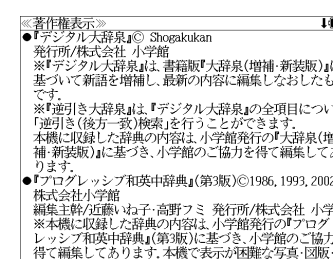 ≪著作権表示≫
●『デジタル大辞泉』© Shogakukan
発行所/株式会社 小学館
※『デジタル大辞泉』は、書籍版『大辞泉(増補・新装版)』に
基づいて新語を増補し、最新の内容に編集しなおしたも
です。
※『逆引き大辞泉』は、『デジタル大辞泉』の全項目につい
「逆引き(後方一致)検索」を行うことができます。
本機に収録した辞典の内容は、小学館発行の『大辞泉(増
補・新装版)』に基づき、小学館のご協力を得て編集してあ
ります。
●『プログレッシブ和英中辞典』(第3版)©1986, 1993, 2002
株式会社小学館
編集主幹/近藤いね子・高野フミ 発行所/株式会社 小学
※本機に収録した辞典の内容は、小学館発行の『プログ
レッシブ和英中辞典』(第3版)に基づき、小学館のご協力
得て編集してあります。本機で表示が困難な写真・図版・